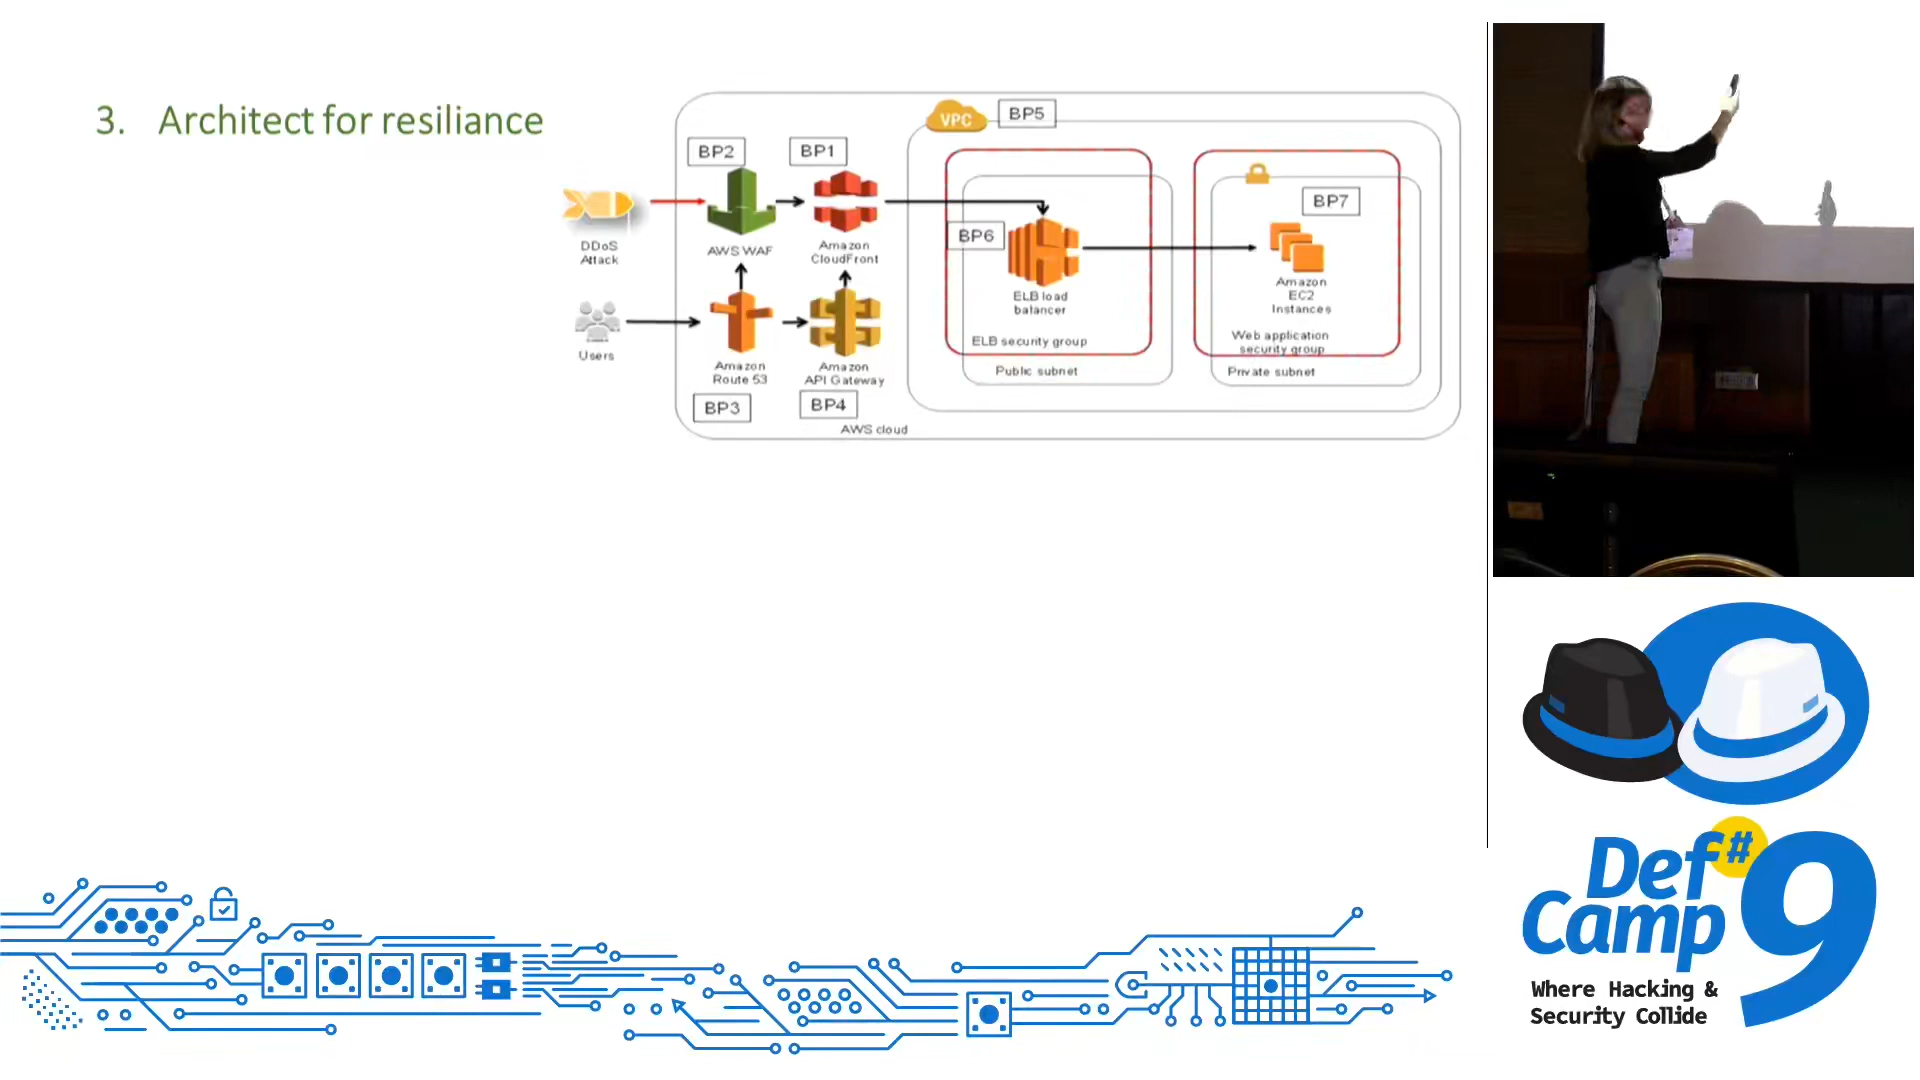 3. Architect for resiliance
BP2
BP1
VPC
BP5
BP7
BP6
DDoS
Attack
AWS WAF
Amazon
CloudFront
ELB load
balancer
Amazon
EC2
Instances
Users
ELB security group
Web application
security group
Amazon
Route 53
Amazon
API Gateway
Public subnet
Private subnet
BP3
BP4
AWS cloud
Def
Camp
#
9
Where Hacking &
Security Collide